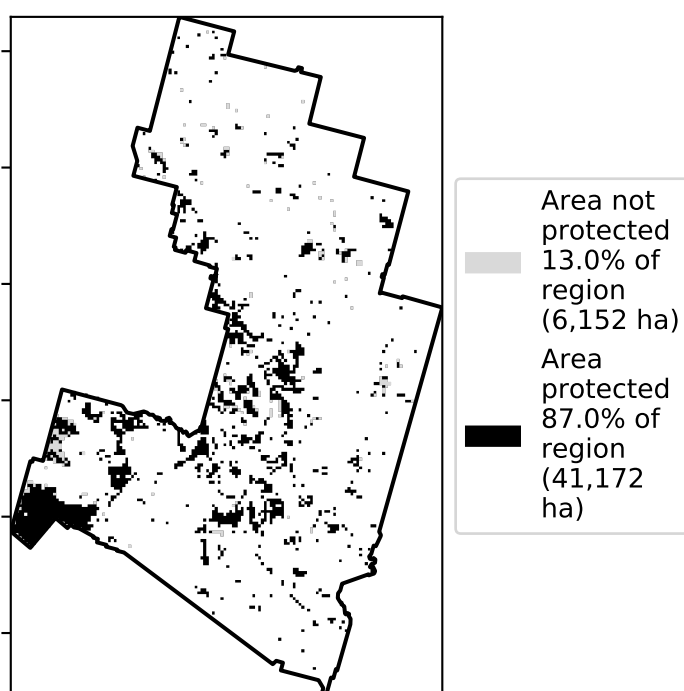 Area not
protected
13.0% of
region
(6,152 ha)
Area
protected
87.0% of
region
(41,172
ha)